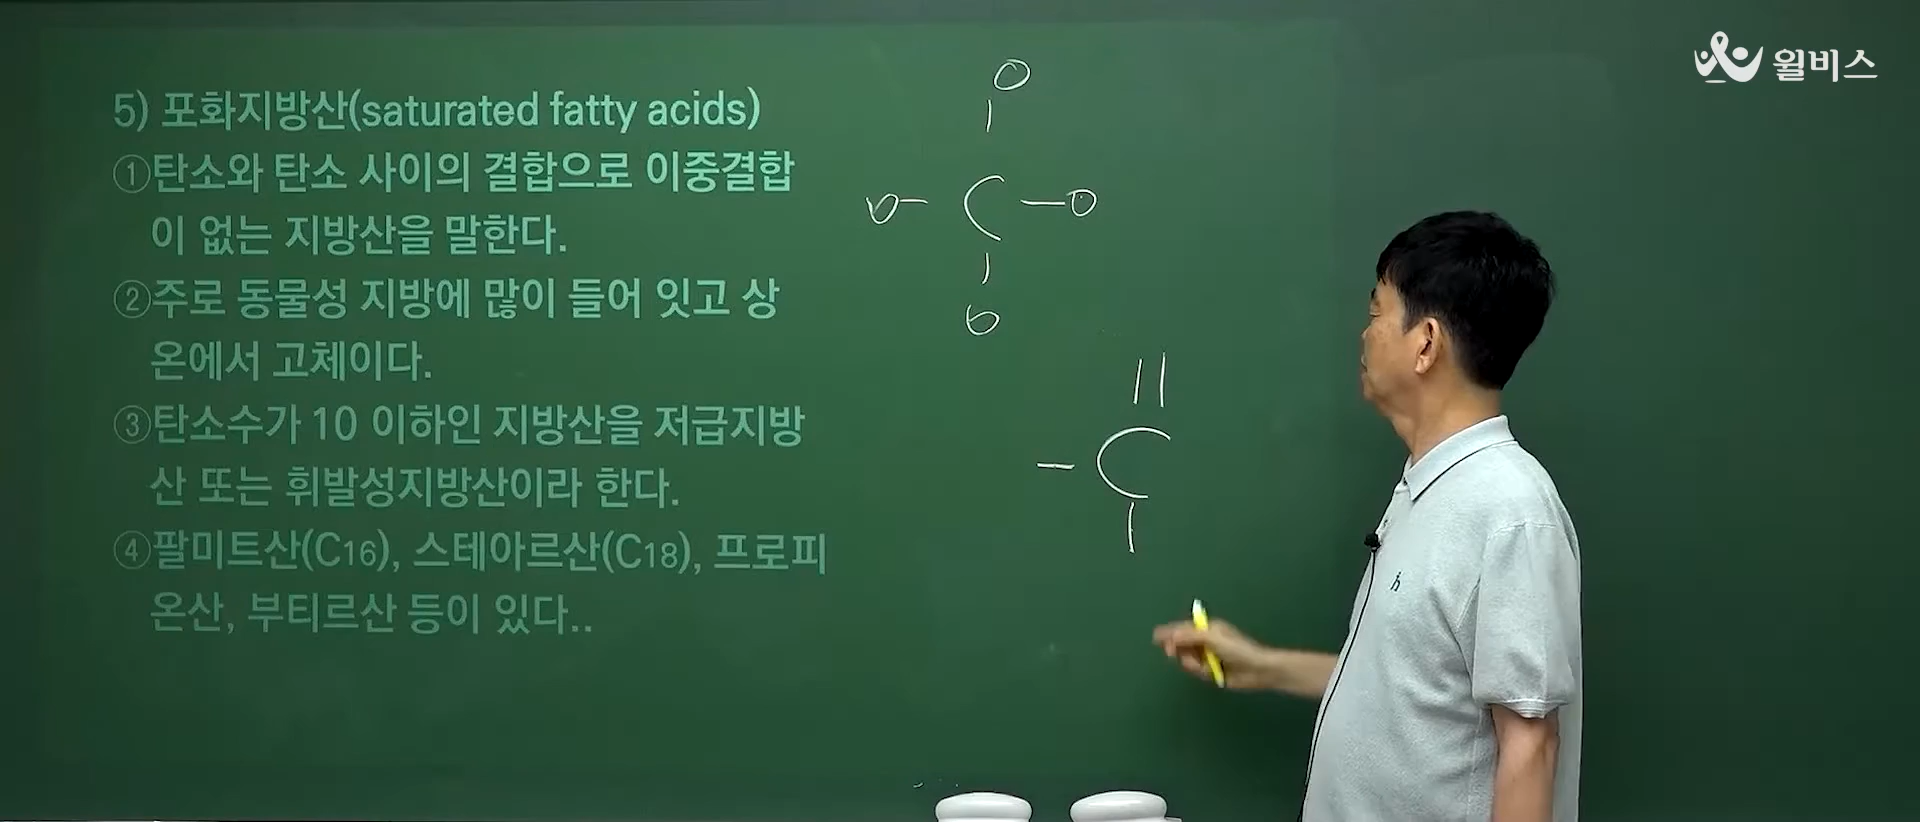 윌비스
5) 포화지방산(saturated fatty acids)
①탄소와 탄소 사이의 결합으로 이중결합
이 없는 지방산을 말한다.
②주로 동물성 지방에 많이 들어 잇고 상
온에서 고체이다.
③탄소수가 10 이하인 지방산을 저급지방
산 또는 휘발성지방산이라 한다.
④팔미트산(C16), 스테아르산(C18), 프로피
온산, 부티르산 등이 있다..
O
O- C -O
O
C